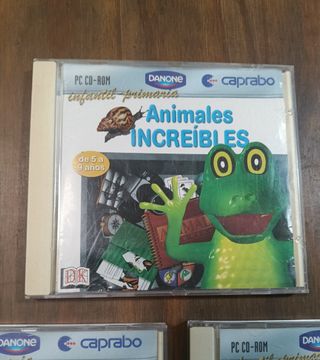 PC CD-ROM DANONE caprabo
infantil-primaria
Animales
INCREÍBLES
de 5 a
9 años
DK
DANONE caprabo
PC CD-ROM